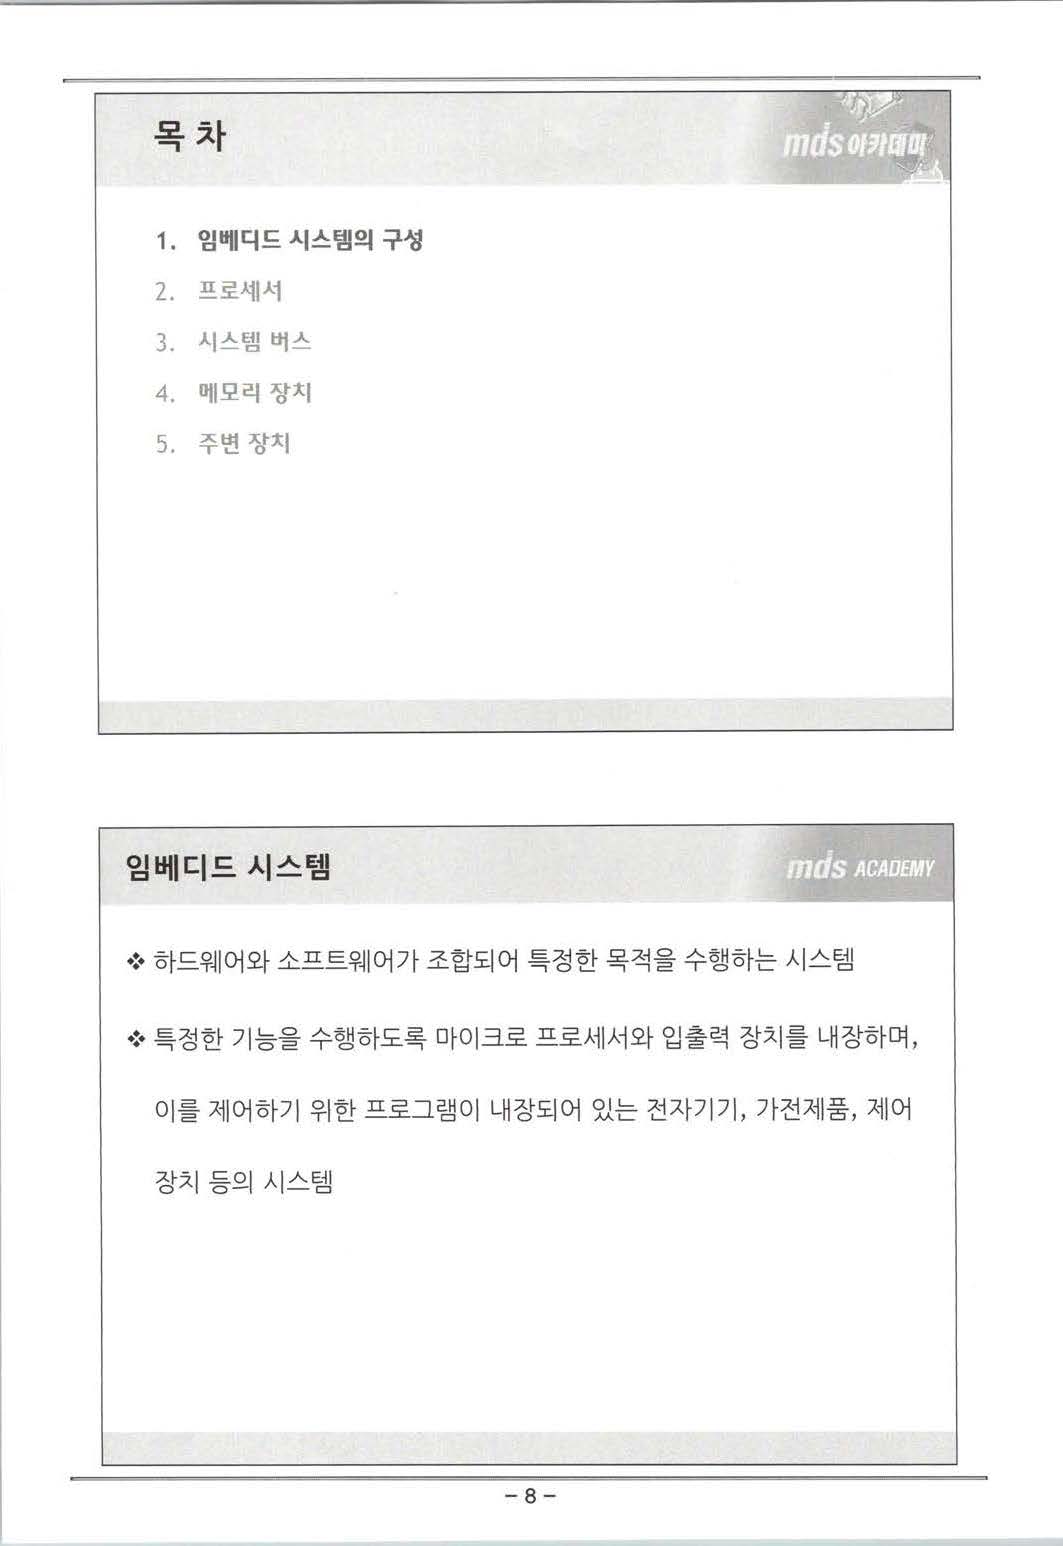 목 차
mds 아카데미
1. 임베디드 시스템의 구성
2. 프로세서
3. 시스템 버스
4. 메모리 장치
5. 주변 장치
임베디드 시스템
mds ACADEMY
❖ 하드웨어와 소프트웨어가 조합되어 특정한 목적을 수행하는 시스템
❖ 특정한 기능을 수행하도록 마이크로 프로세서와 입출력 장치를 내장하며,
이를 제어하기 위한 프로그램이 내장되어 있는 전자기기, 가전제품, 제어
장치 등의 시스템
- 8 -